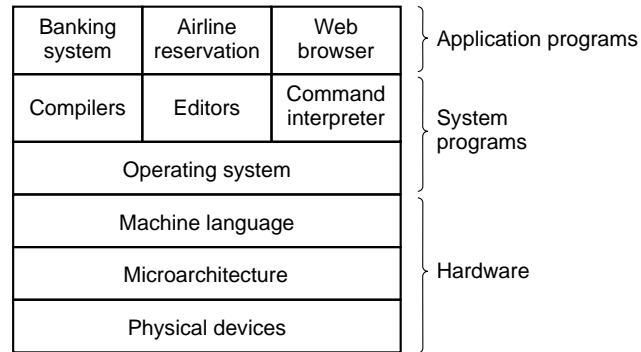 Banking
system
Airline
reservation
Web
browser
Application programs
Compilers
Editors
Command
interpreter
System
programs
Operating system
Machine language
Microarchitecture
Hardware
Physical devices